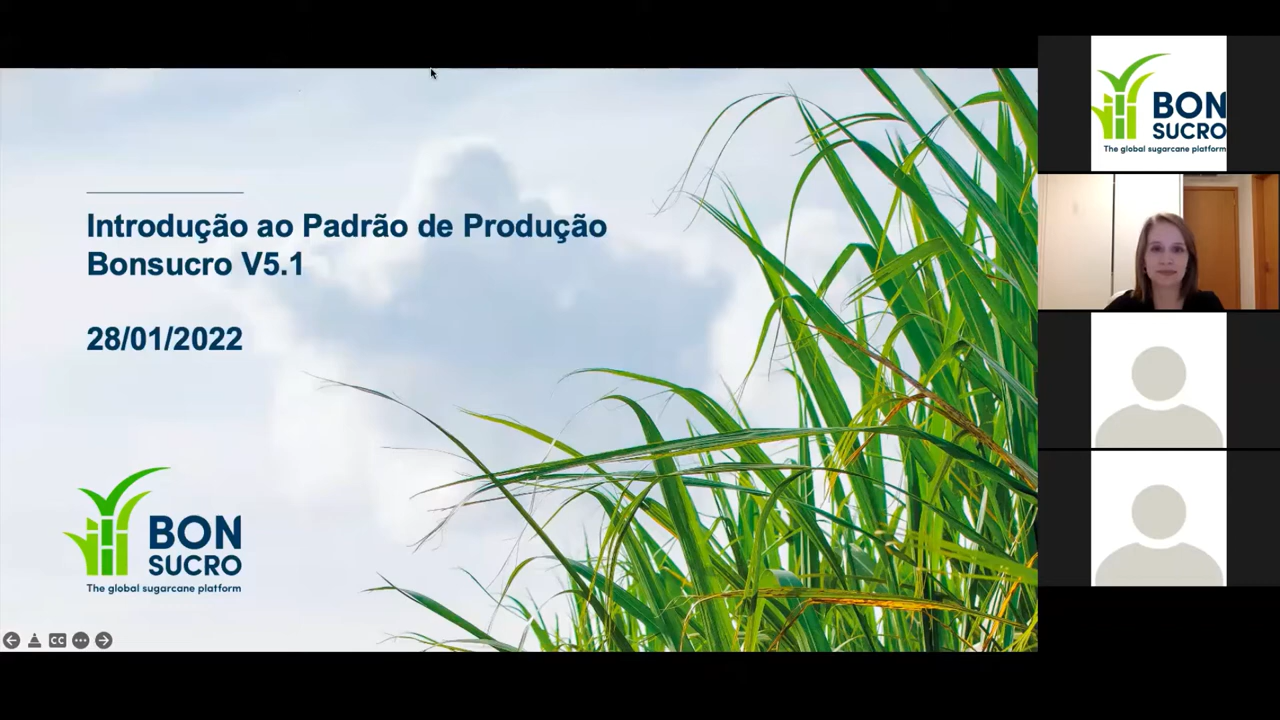 Introdução ao Padrão de Produção
Bonsucro V5.1
28/01/2022
BON
SUCRO
The global sugarcane platform
CC
BON
SUCRO
The global sugarcane platform